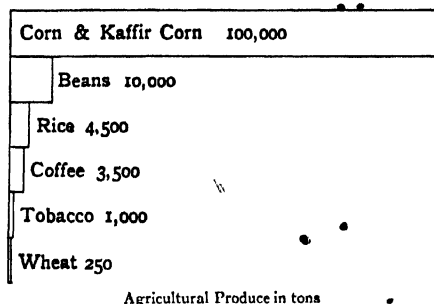 Corn & Kaffir Corn 100,000
Beans 10,000
Rice 4,500
Coffee 3,500
Tobacco 1,000
Wheat 250
Agricultural Produce in tons